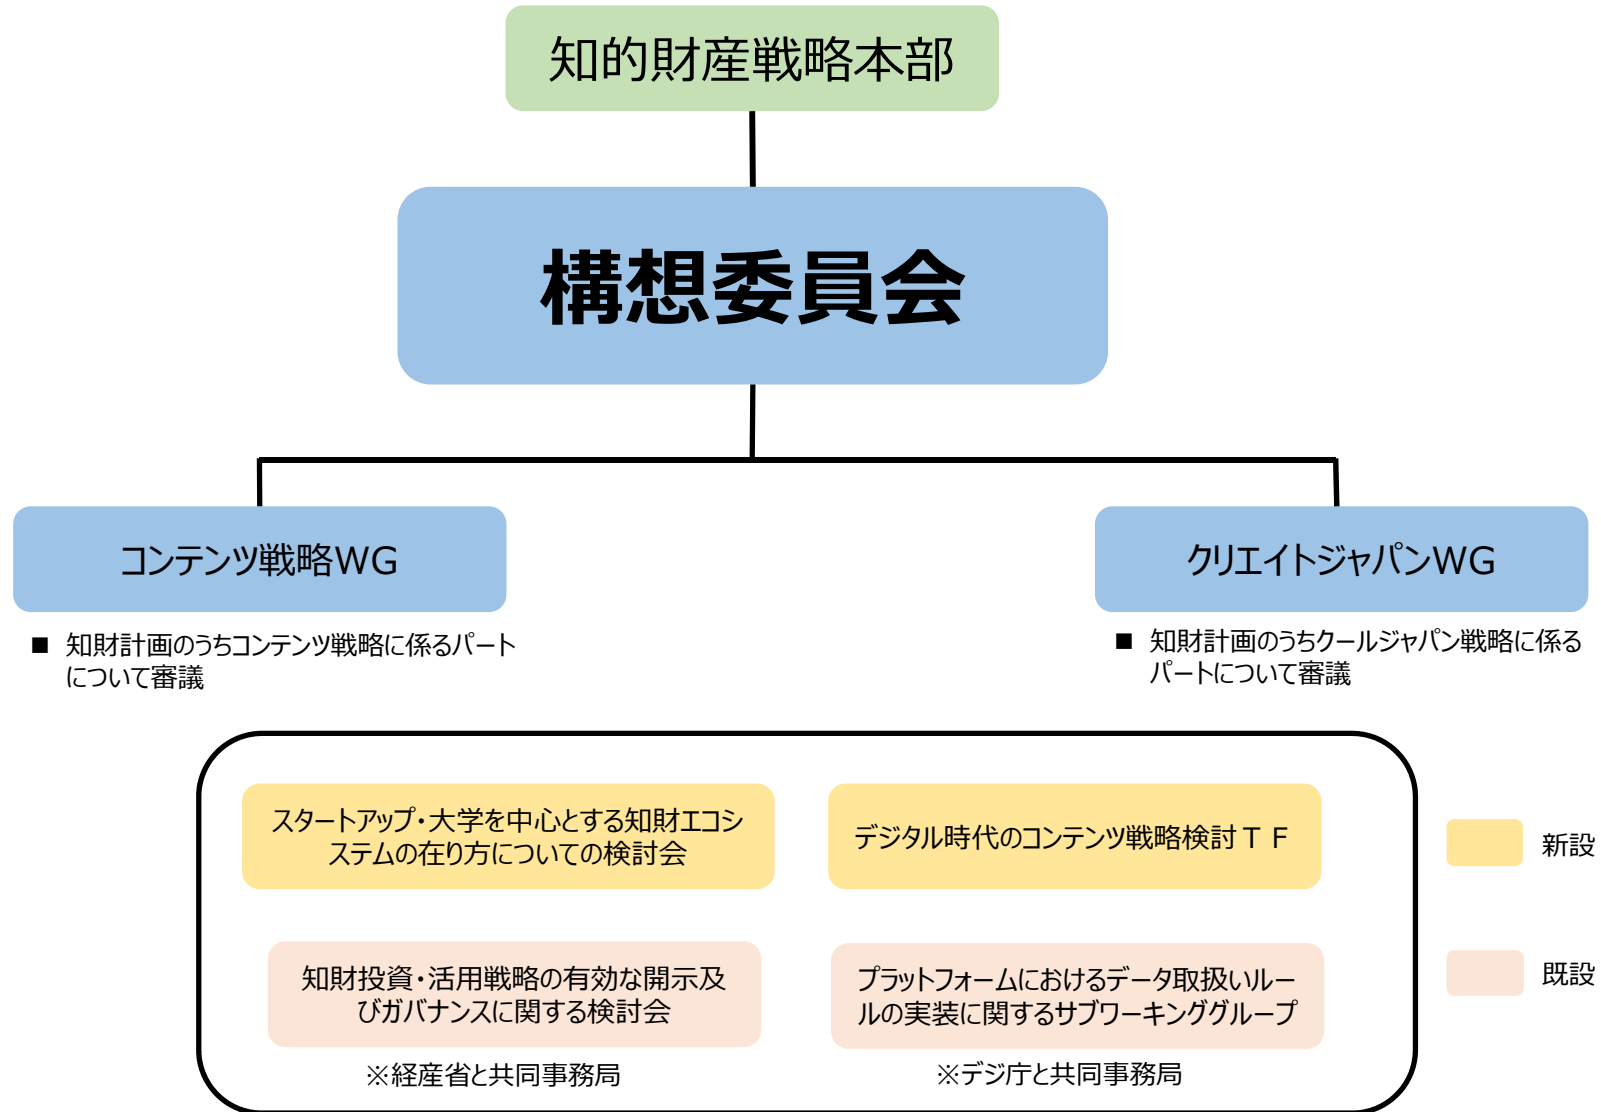 知的財産戦略本部
構想委員会
コンテンツ戦略WG
クリエイトジャパンWG
■ 知財計画のうちコンテンツ戦略に係るパート
について審議
■ 知財計画のうちクールジャパン戦略に係る
パートについて審議
スタートアップ・大学を中心とする知財エコシ
ステムの在り方についての検討会
デジタル時代のコンテンツ戦略検討ＴＦ
新設
知財投資・活用戦略の有効な開示及
びガバナンスに関する検討会
プラットフォームにおけるデータ取扱いルー
ルの実装に関するサブワーキンググループ
既設
※経産省と共同事務局
※デジ庁と共同事務局